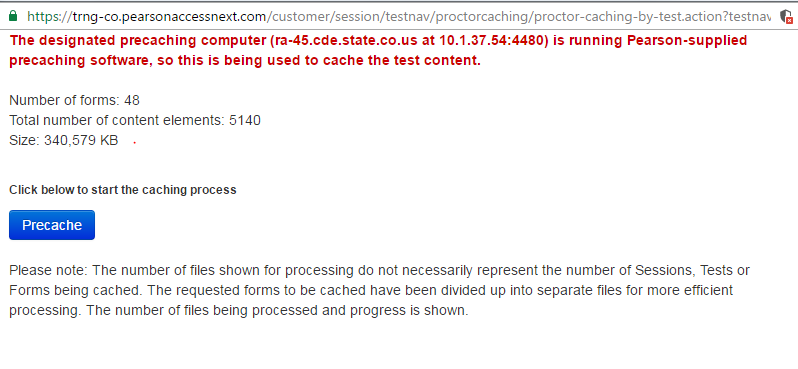 https://trng-co.pearsonaccessnext.com/customer/session/testnav/proctorcaching/proctor-caching-by-test.action?testnav
The designated precaching computer (ra-45.cde.state.co.us at 10.1.37.54:4480) is running Pearson-supplied
precaching software, so this is being used to cache the test content.
Number of forms: 48
Total number of content elements: 5140
Size: 340,579 KB
Click below to start the caching process
Precache
Please note: The number of files shown for processing do not necessarily represent the number of Sessions, Tests or
Forms being cached. The requested forms to be cached have been divided up into separate files for more efficient
processing. The number of files being processed and progress is shown.